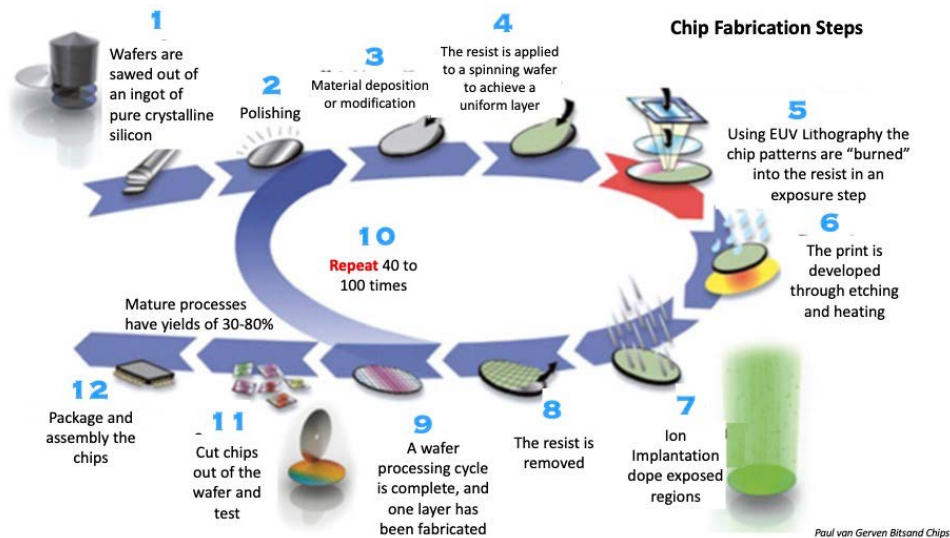 Chip Fabrication Steps
1
Wafers are
sawed out of
an ingot of
pure crystalline
silicon
2
Polishing
3
Material deposition
or modification
4
The resist is applied
to a spinning wafer
to achieve a
uniform layer
5
Using EUV Lithography the
chip patterns are “burned”
into the resist in an
exposure step
6
The print is
developed
through etching
and heating
7
Ion
Implantation
dope exposed
regions
8
The resist is
removed
9
A wafer
processing cycle
is complete, and
one layer has
been fabricated
10
Repeat 40 to
100 times
Mature processes
have yields of 30-80%
11
Cut chips
out of the
wafer and
test
12
Package and
assembly the
chips
Paul van Gerven Bitsand Chips